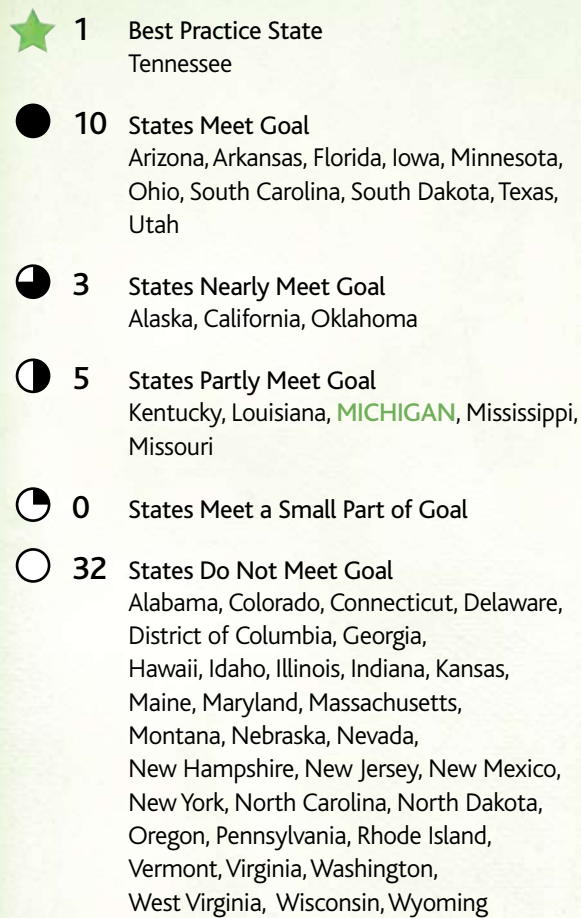 1 Best Practice State
Tennessee
10 States Meet Goal
Arizona, Arkansas, Florida, Iowa, Minnesota,
Ohio, South Carolina, South Dakota, Texas,
Utah
3 States Nearly Meet Goal
Alaska, California, Oklahoma
5 States Partly Meet Goal
Kentucky, Louisiana, MICHIGAN, Mississippi,
Missouri
0 States Meet a Small Part of Goal
32 States Do Not Meet Goal
Alabama, Colorado, Connecticut, Delaware,
District of Columbia, Georgia,
Hawaii, Idaho, Illinois, Indiana, Kansas,
Maine, Maryland, Massachusetts,
Montana, Nebraska, Nevada,
New Hampshire, New Jersey, New Mexico,
New York, North Carolina, North Dakota,
Oregon, Pennsylvania, Rhode Island,
Vermont, Virginia, Washington,
West Virginia, Wisconsin, Wyoming